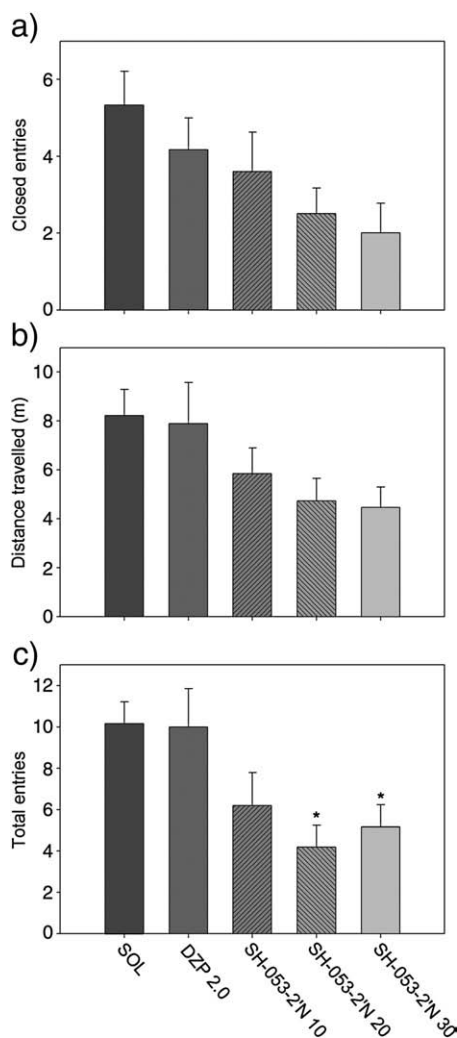 a)
6
4
2
0
Closed entries
b)
10
8
6
4
2
0
Distance travelled (m)
c)
12
10
8
6
4
2
0
Total entries
*
*
SOL
DZP 2.0
SH-053-2'N 10
SH-053-2'N 20
SH-053-2'N 30